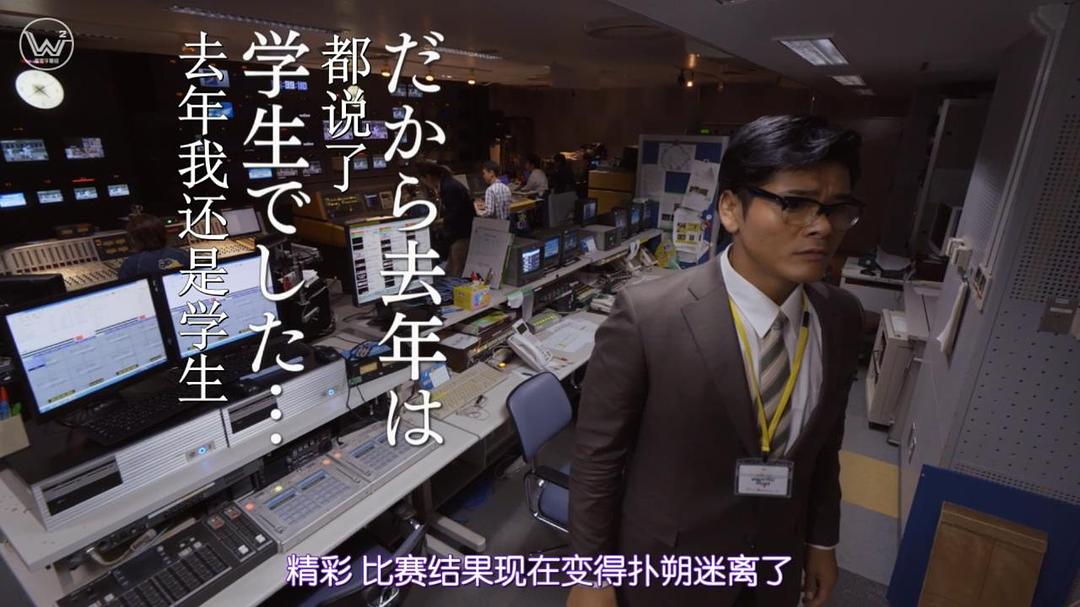 だから去年は
都说了
学生でした…
去年我还是学生
精彩 比赛结果现在变得扑朔迷离了